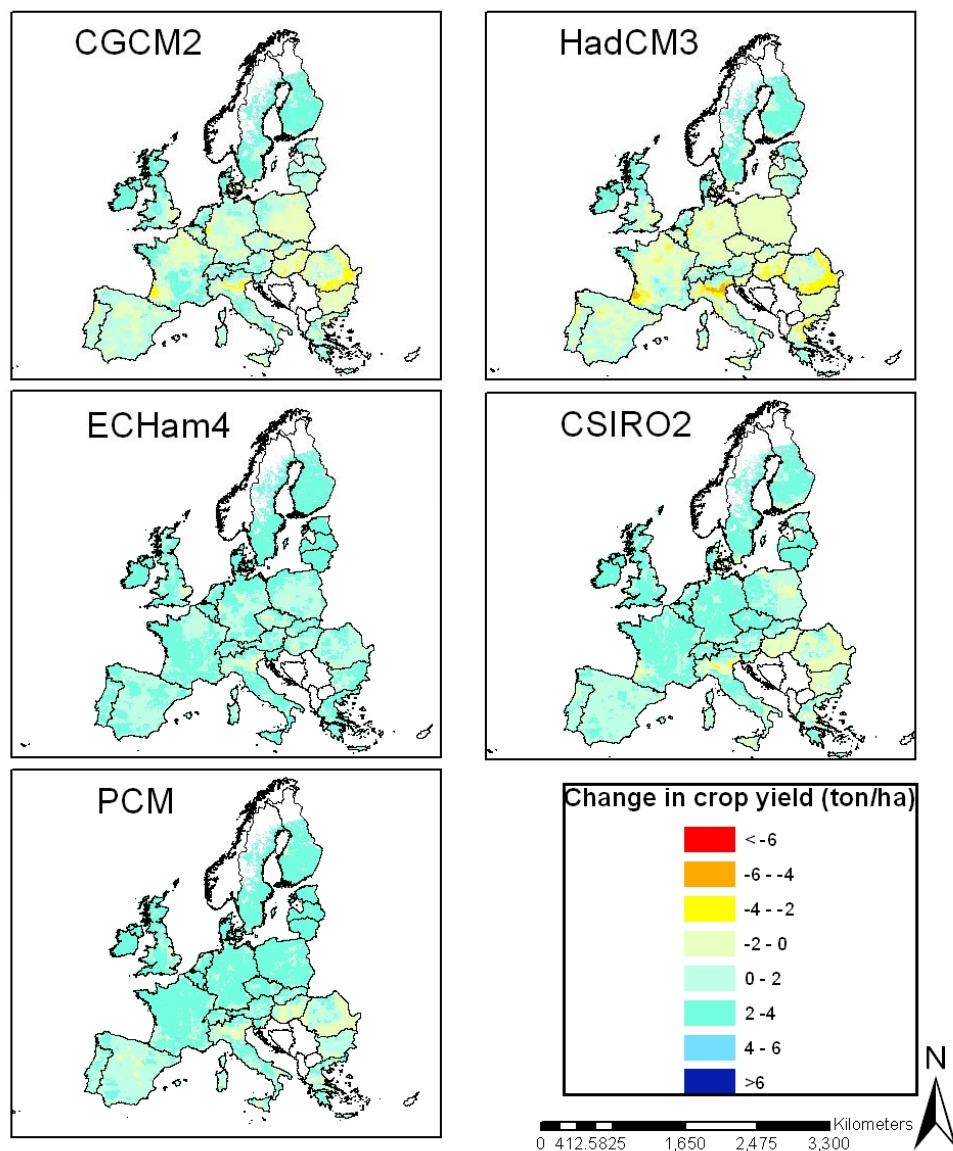 CGCM2
HadCM3
ECHam4
CSIRO2
PCM
Change in crop yield (ton/ha)
< -6
-6 - -4
-4 - -2
-2 - 0
0 - 2
2 -4
4 - 6
>6
N
Kilometers
0 412.5825 1,650 2,475 3,300